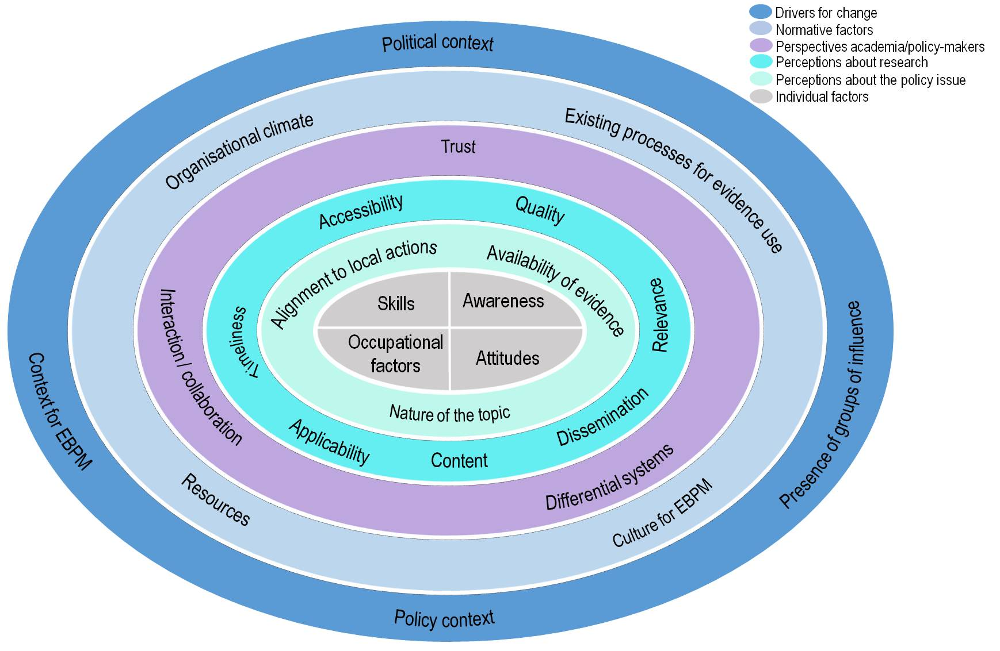 Drivers for change
Normative factors
Perspectives academia/policy-makers
Perceptions about research
Perceptions about the policy issue
Individual factors
Political context
Presence of groups of influence
Policy context
Context for EBPM
Organisational climate
Existing processes for evidence use
Culture for EBPM
Resources
Trust
Differential systems
Interaction / collaboration
Accessibility
Quality
Relevance
Dissemination
Content
Applicability
Timeliness
Alignment to local actions
Availability of evidence
Nature of the topic
Skills
Awareness
Occupational
factors
Attitudes